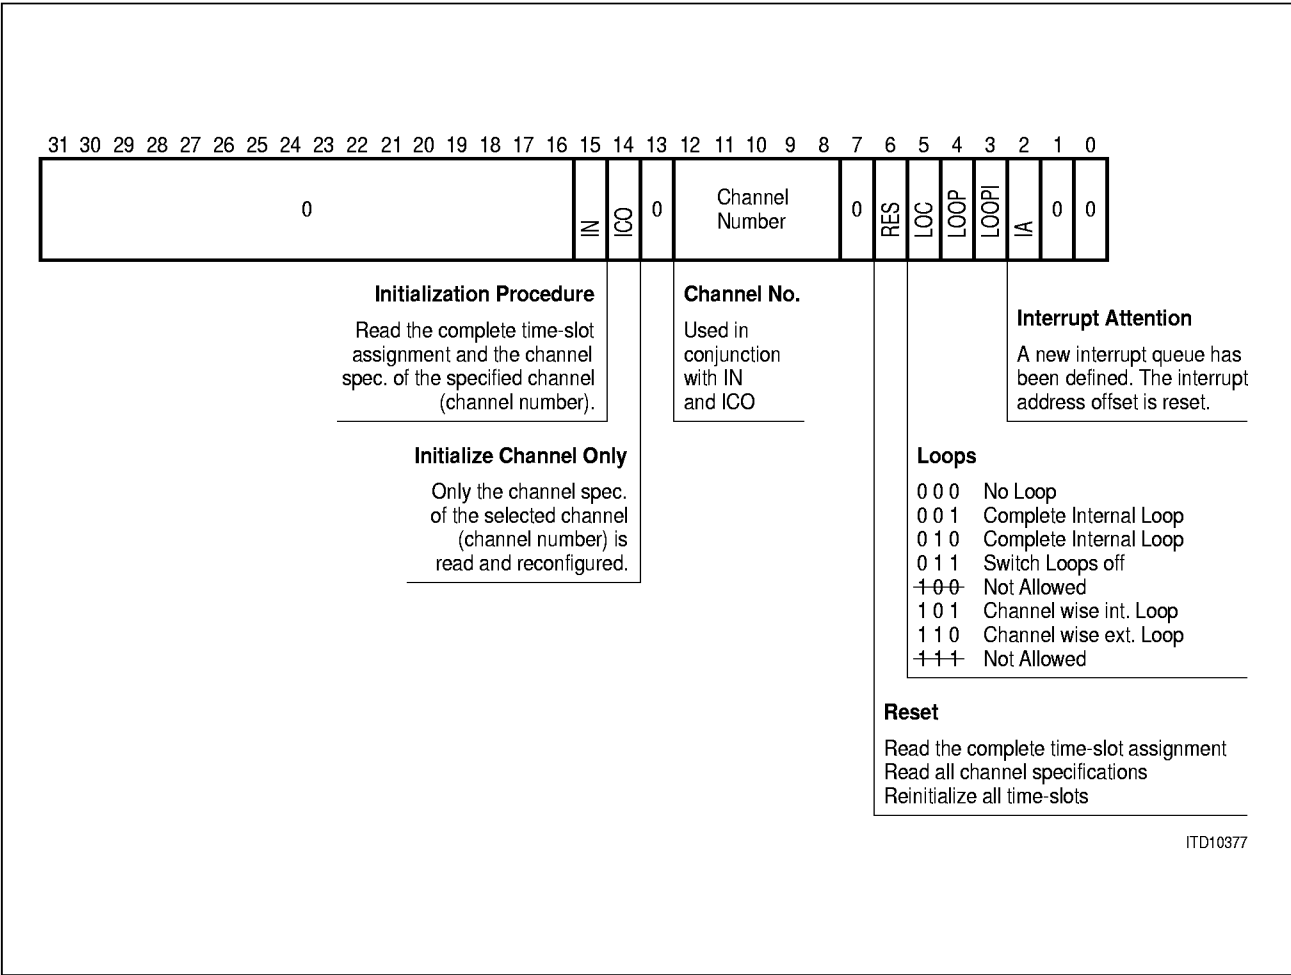 31 30 29 28 27 26 25 24 23 22 21 20 19 18 17 16 15 14 13 12 11 10 9 8 7 6 5 4 3 2 1 0
0 IN ICO 0 Channel Number 0 RES LOC LOOP LOOPI IA 0 0
Initialization Procedure
Read the complete time-slot
assignment and the channel
spec. of the specified channel
(channel number).
Channel No.
Used in
conjunction
with IN
and ICO
Interrupt Attention
A new interrupt queue has
been defined. The interrupt
address offset is reset.
Initialize Channel Only
Only the channel spec.
of the selected channel
(channel number) is
read and reconfigured.
Loops
0 0 0 No Loop
0 0 1 Complete Internal Loop
0 1 0 Complete Internal Loop
0 1 1 Switch Loops off
1 0 0 Not Allowed
1 0 1 Channel wise int. Loop
1 1 0 Channel wise ext. Loop
1 1 1 Not Allowed
Reset
Read the complete time-slot assignment
Read all channel specifications
Reinitialize all time-slots
ITD10377